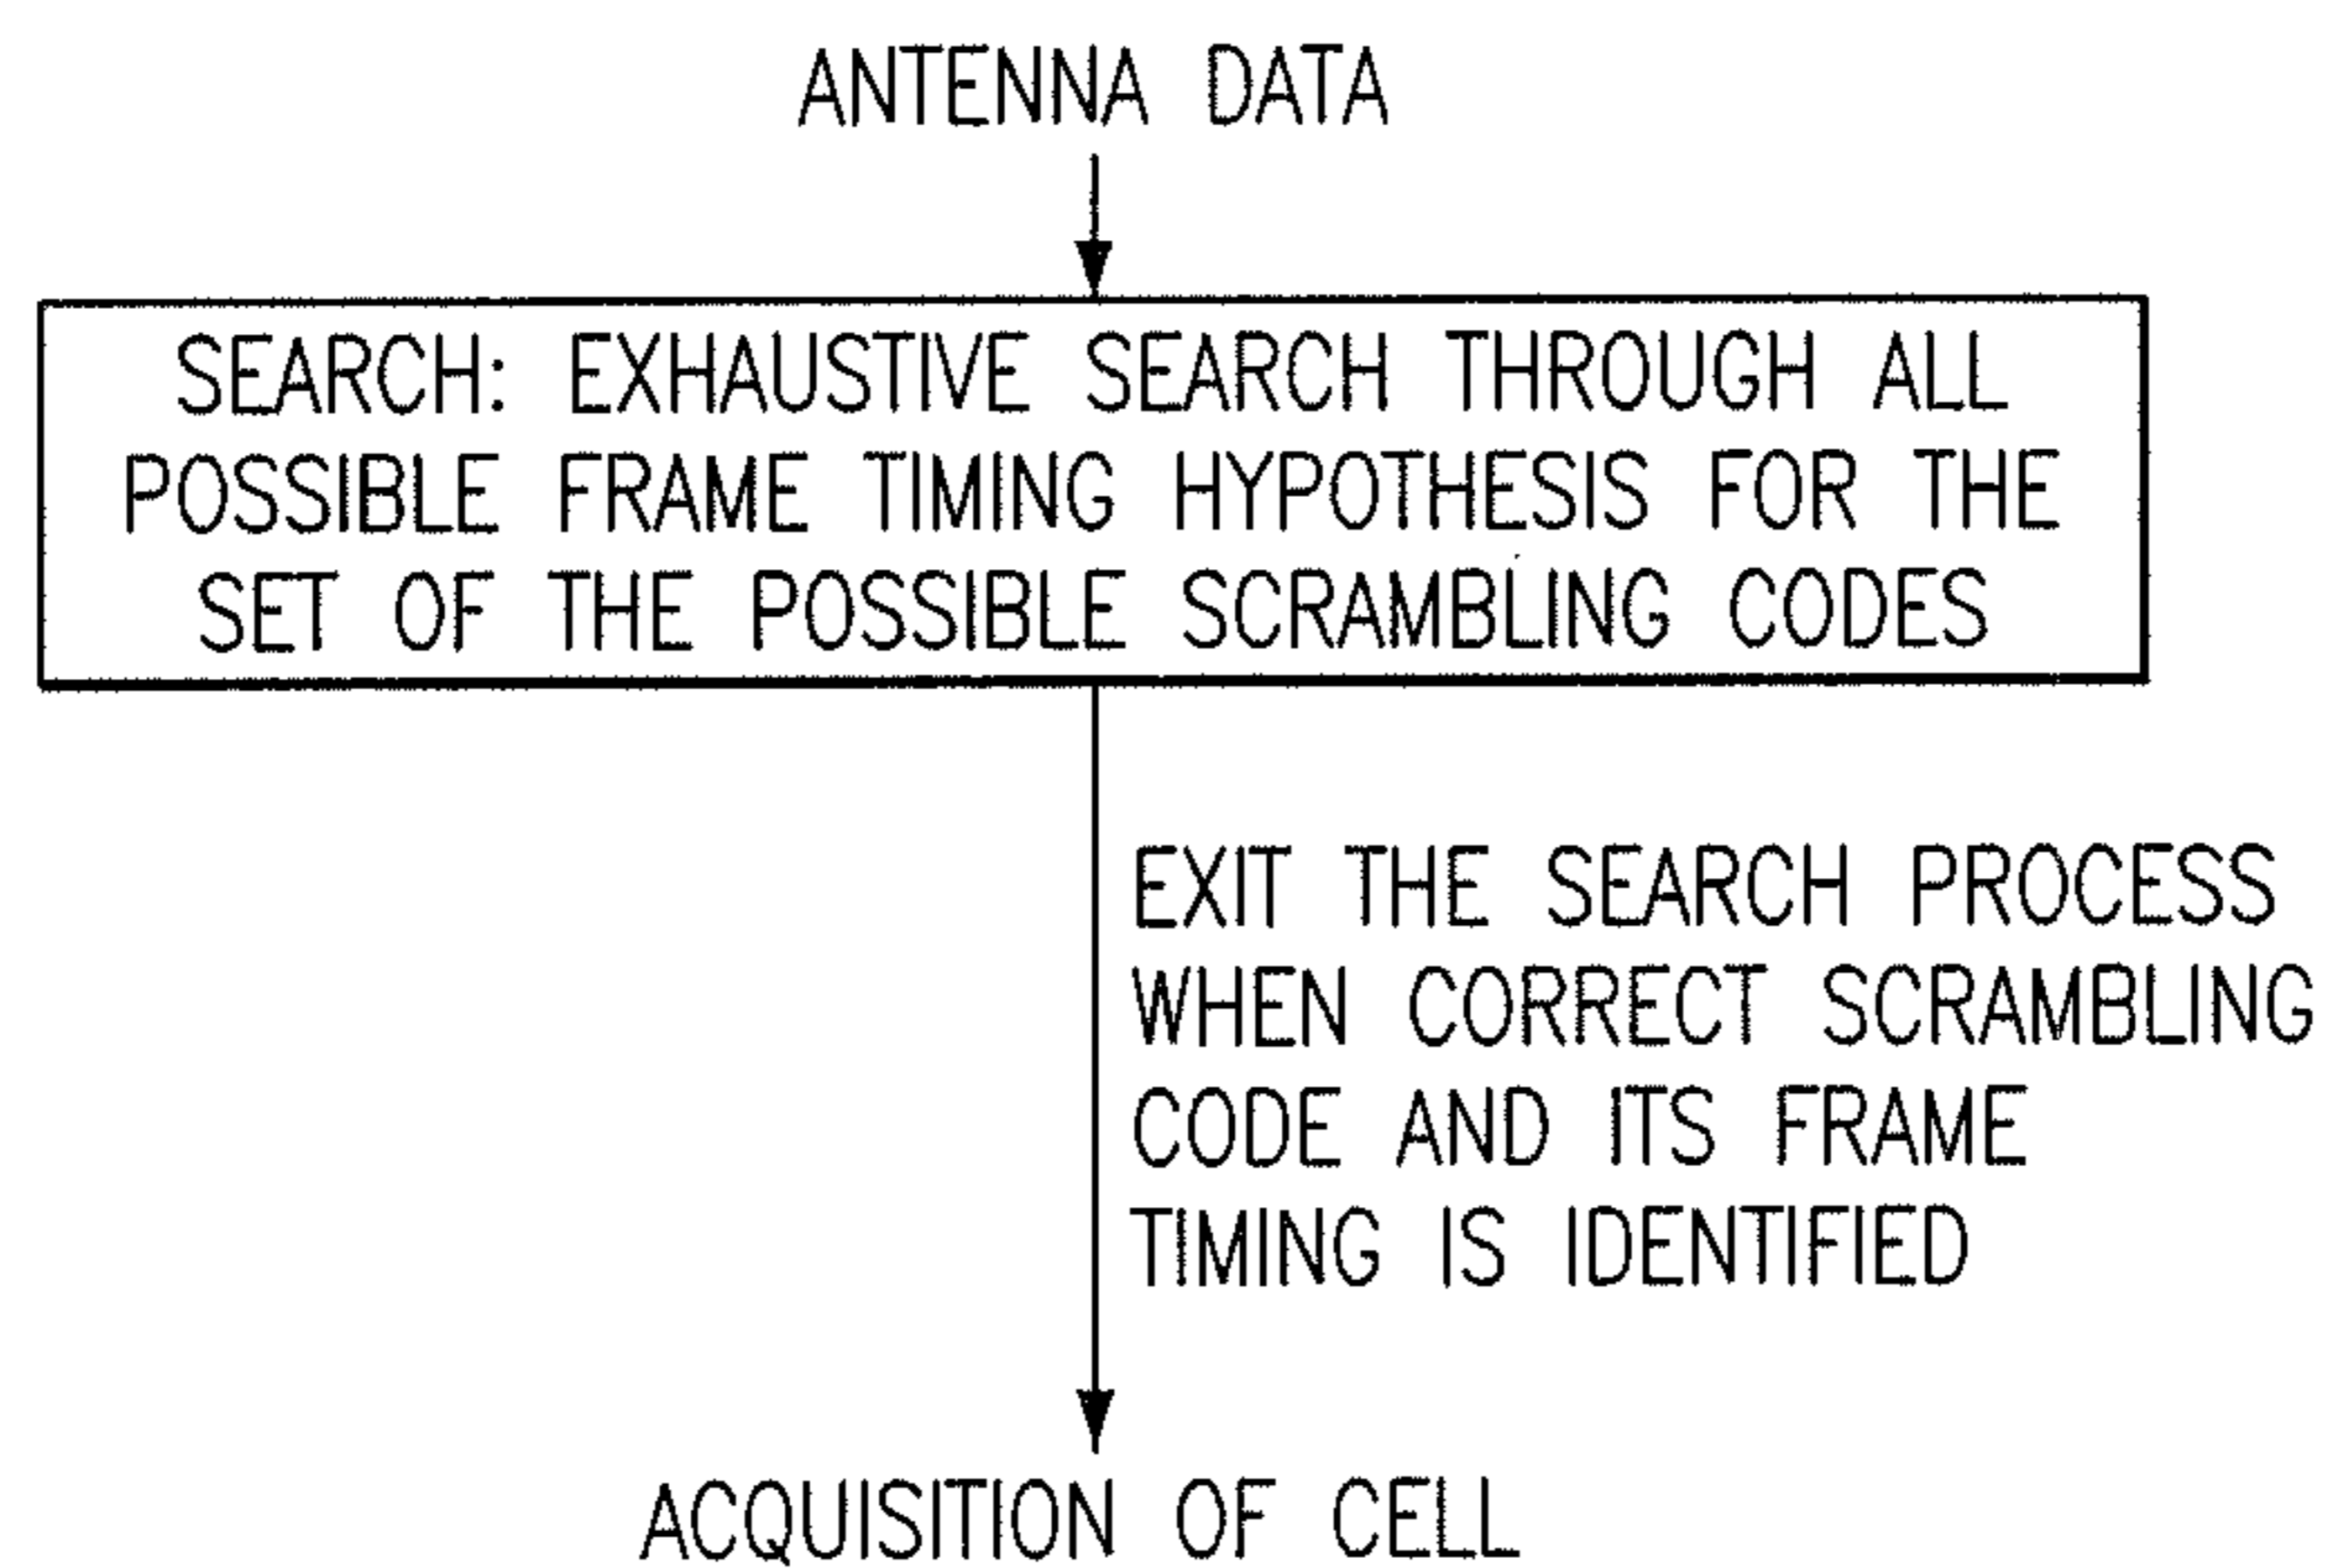 ANTENNA DATA
SEARCH: EXHAUSTIVE SEARCH THROUGH ALL
POSSIBLE FRAME TIMING HYPOTHESIS FOR THE
SET OF THE POSSIBLE SCRAMBLING CODES
EXIT THE SEARCH PROCESS
WHEN CORRECT SCRAMBLING
CODE AND ITS FRAME
TIMING IS IDENTIFIED
ACQUISITION OF CELL